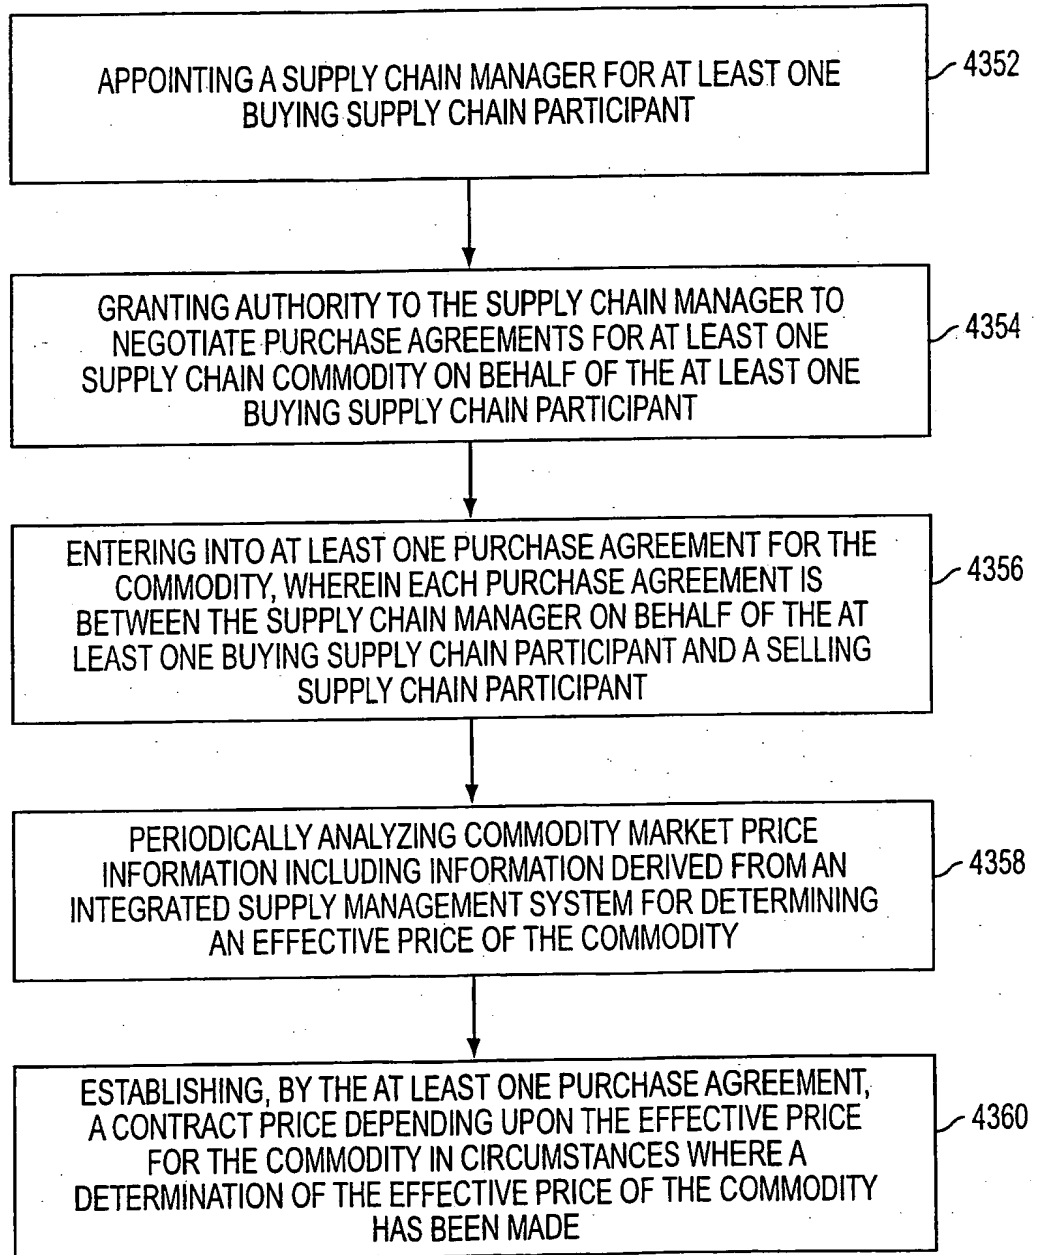 APPOINTING A SUPPLY CHAIN MANAGER FOR AT LEAST ONE
BUYING SUPPLY CHAIN PARTICIPANT
4352
GRANTING AUTHORITY TO THE SUPPLY CHAIN MANAGER TO
NEGOTIATE PURCHASE AGREEMENTS FOR AT LEAST ONE
SUPPLY CHAIN COMMODITY ON BEHALF OF THE AT LEAST ONE
BUYING SUPPLY CHAIN PARTICIPANT
4354
ENTERING INTO AT LEAST ONE PURCHASE AGREEMENT FOR THE
COMMODITY, WHEREIN EACH PURCHASE AGREEMENT IS
BETWEEN THE SUPPLY CHAIN MANAGER ON BEHALF OF THE AT
LEAST ONE BUYING SUPPLY CHAIN PARTICIPANT AND A SELLING
SUPPLY CHAIN PARTICIPANT
4356
PERIODICALLY ANALYZING COMMODITY MARKET PRICE
INFORMATION INCLUDING INFORMATION DERIVED FROM AN
INTEGRATED SUPPLY MANAGEMENT SYSTEM FOR DETERMINING
AN EFFECTIVE PRICE OF THE COMMODITY
4358
ESTABLISHING, BY THE AT LEAST ONE PURCHASE AGREEMENT,
A CONTRACT PRICE DEPENDING UPON THE EFFECTIVE PRICE
FOR THE COMMODITY IN CIRCUMSTANCES WHERE A
DETERMINATION OF THE EFFECTIVE PRICE OF THE COMMODITY
HAS BEEN MADE
4360